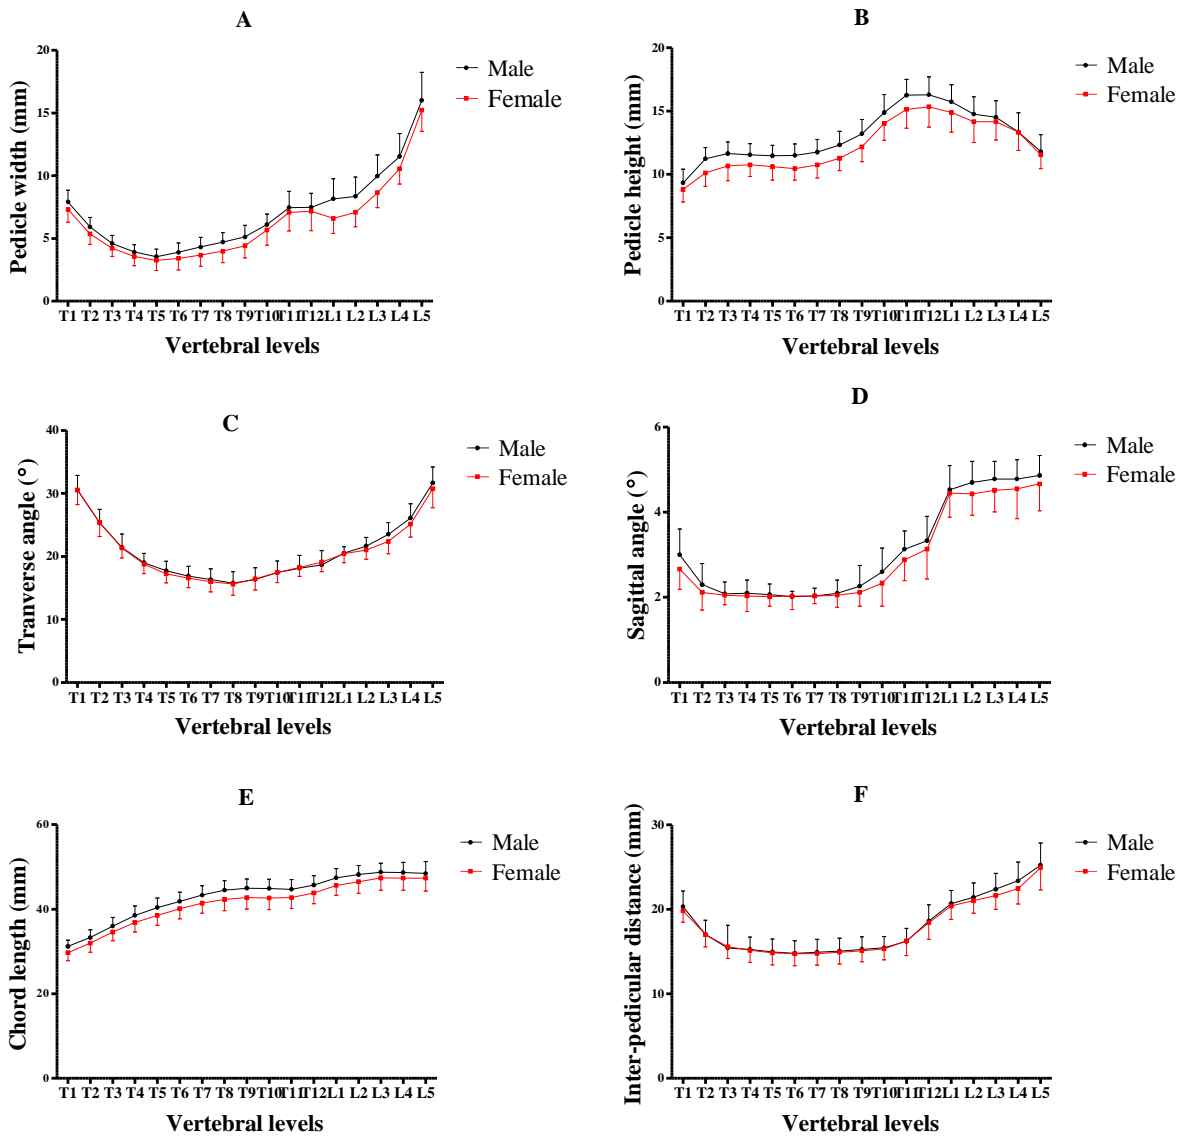 A
Pedicle width (mm)
20
15
10
5
0
T1 T2 T3 T4 T5 T6 T7 T8 T9 T10 T11 T12 L1 L2 L3 L4 L5
Vertebral levels
Male
Female
B
Pedicle height (mm)
20
15
10
5
0
T1 T2 T3 T4 T5 T6 T7 T8 T9 T10 T11 T12 L1 L2 L3 L4 L5
Vertebral levels
Male
Female
C
Tranverse angle (°)
40
30
20
10
0
T1 T2 T3 T4 T5 T6 T7 T8 T9 T10 T11 T12 L1 L2 L3 L4 L5
Vertebral levels
Male
Female
D
Sagittal angle (°)
6
4
2
0
T1 T2 T3 T4 T5 T6 T7 T8 T9 T10 T11 T12 L1 L2 L3 L4 L5
Vertebral levels
Male
Female
E
Chord length (mm)
60
40
20
0
T1 T2 T3 T4 T5 T6 T7 T8 T9 T10 T11 T12 L1 L2 L3 L4 L5
Vertebral levels
Male
Female
F
Inter-pedicular distance (mm)
30
20
10
0
T1 T2 T3 T4 T5 T6 T7 T8 T9 T10 T11 T12 L1 L2 L3 L4 L5
Vertebral levels
Male
Female